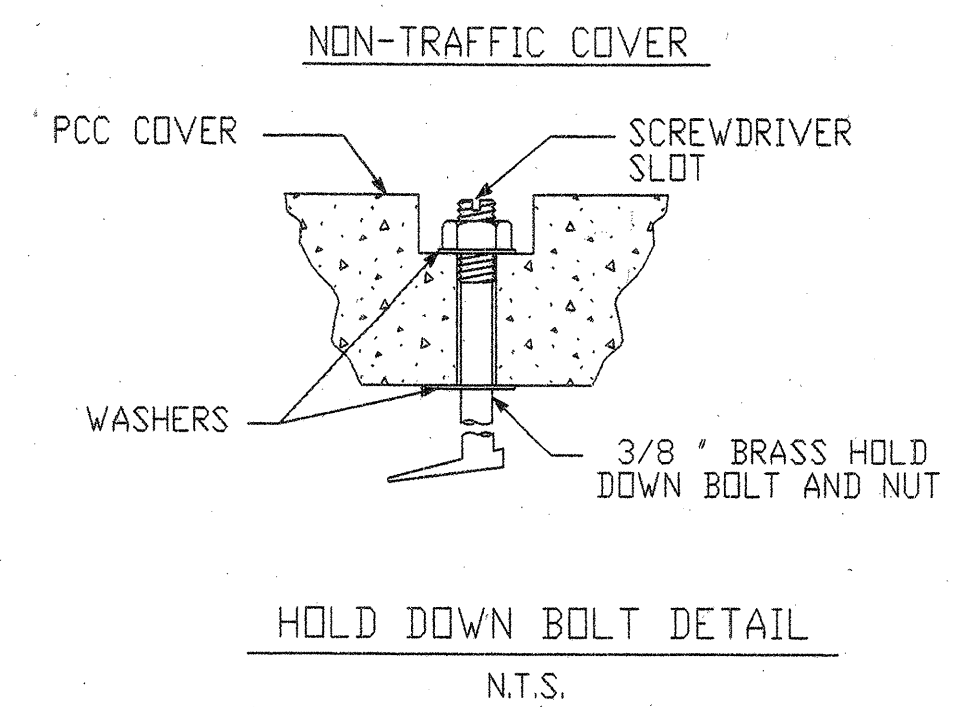 NON-TRAFFIC COVER
PCC COVER
SCREWDRIVER
SLOT
WASHERS
3/8 " BRASS HOLD
DOWN BOLT AND NUT
HOLD DOWN BOLT DETAIL
N.T.S.